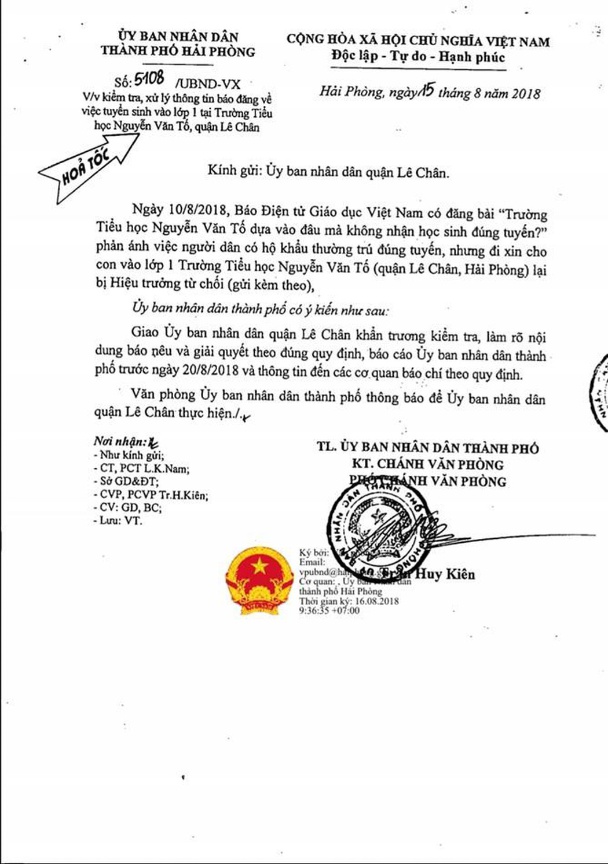 ỦY BAN NHÂN DÂN
THÀNH PHỐ HẢI PHÒNG
CỘNG HÒA XÃ HỘI CHỦ NGHĨA VIỆT NAM
Độc lập - Tự do - Hạnh phúc
Số: 5108 /UBND-VX
V/v kiểm tra, xử lý thông tin báo đăng về
việc tuyển sinh vào lớp 1 tại Trường Tiểu
học Nguyễn Văn Tố, quận Lê Chân
Hải Phòng, ngày 15 tháng 8 năm 2018
HOẢ TỐC
Kính gửi: Ủy ban nhân dân quận Lê Chân.
Ngày 10/8/2018, Báo Điện tử Giáo dục Việt Nam có đăng bài “Trường
Tiểu học Nguyễn Văn Tố dựa vào đâu mà không nhận học sinh đúng tuyến?”
phản ánh việc người dân có hộ khẩu thường trú đúng tuyến, nhưng đi xin cho
con vào lớp 1 Trường Tiểu học Nguyễn Văn Tố (quận Lê Chân, Hải Phòng) lại
bị Hiệu trưởng từ chối (gửi kèm theo),
Ủy ban nhân dân thành phố có ý kiến như sau:
Giao Ủy ban nhân dân quận Lê Chân khẩn trương kiểm tra, làm rõ nội
dung báo nêu và giải quyết theo đúng quy định, báo cáo Ủy ban nhân dân thành
phố trước ngày 20/8/2018 và thông tin đến các cơ quan báo chí theo quy định.
Văn phòng Ủy ban nhân dân thành phố thông báo để Ủy ban nhân dân
quận Lê Chân thực hiện./.
Nơi nhận:
- Như kính gửi;
- CT, PCT L.K.Nam;
- Sở GD&ĐT;
- CVP, PCVP Tr.H.Kiên;
- CV: GD, BC;
- Lưu: VT.
TL. ỦY BAN NHÂN DÂN THÀNH PHỐ
KT. CHÁNH VĂN PHÒNG
PHÓ CHÁNH VĂN PHÒNG
Trần Huy Kiên
Ký bởi:
Email:
Cơ quan: , Ủy ban nhân dân
thành phố Hải Phòng
Thời gian ký: 16.08.2018
9:36:35 +07:00